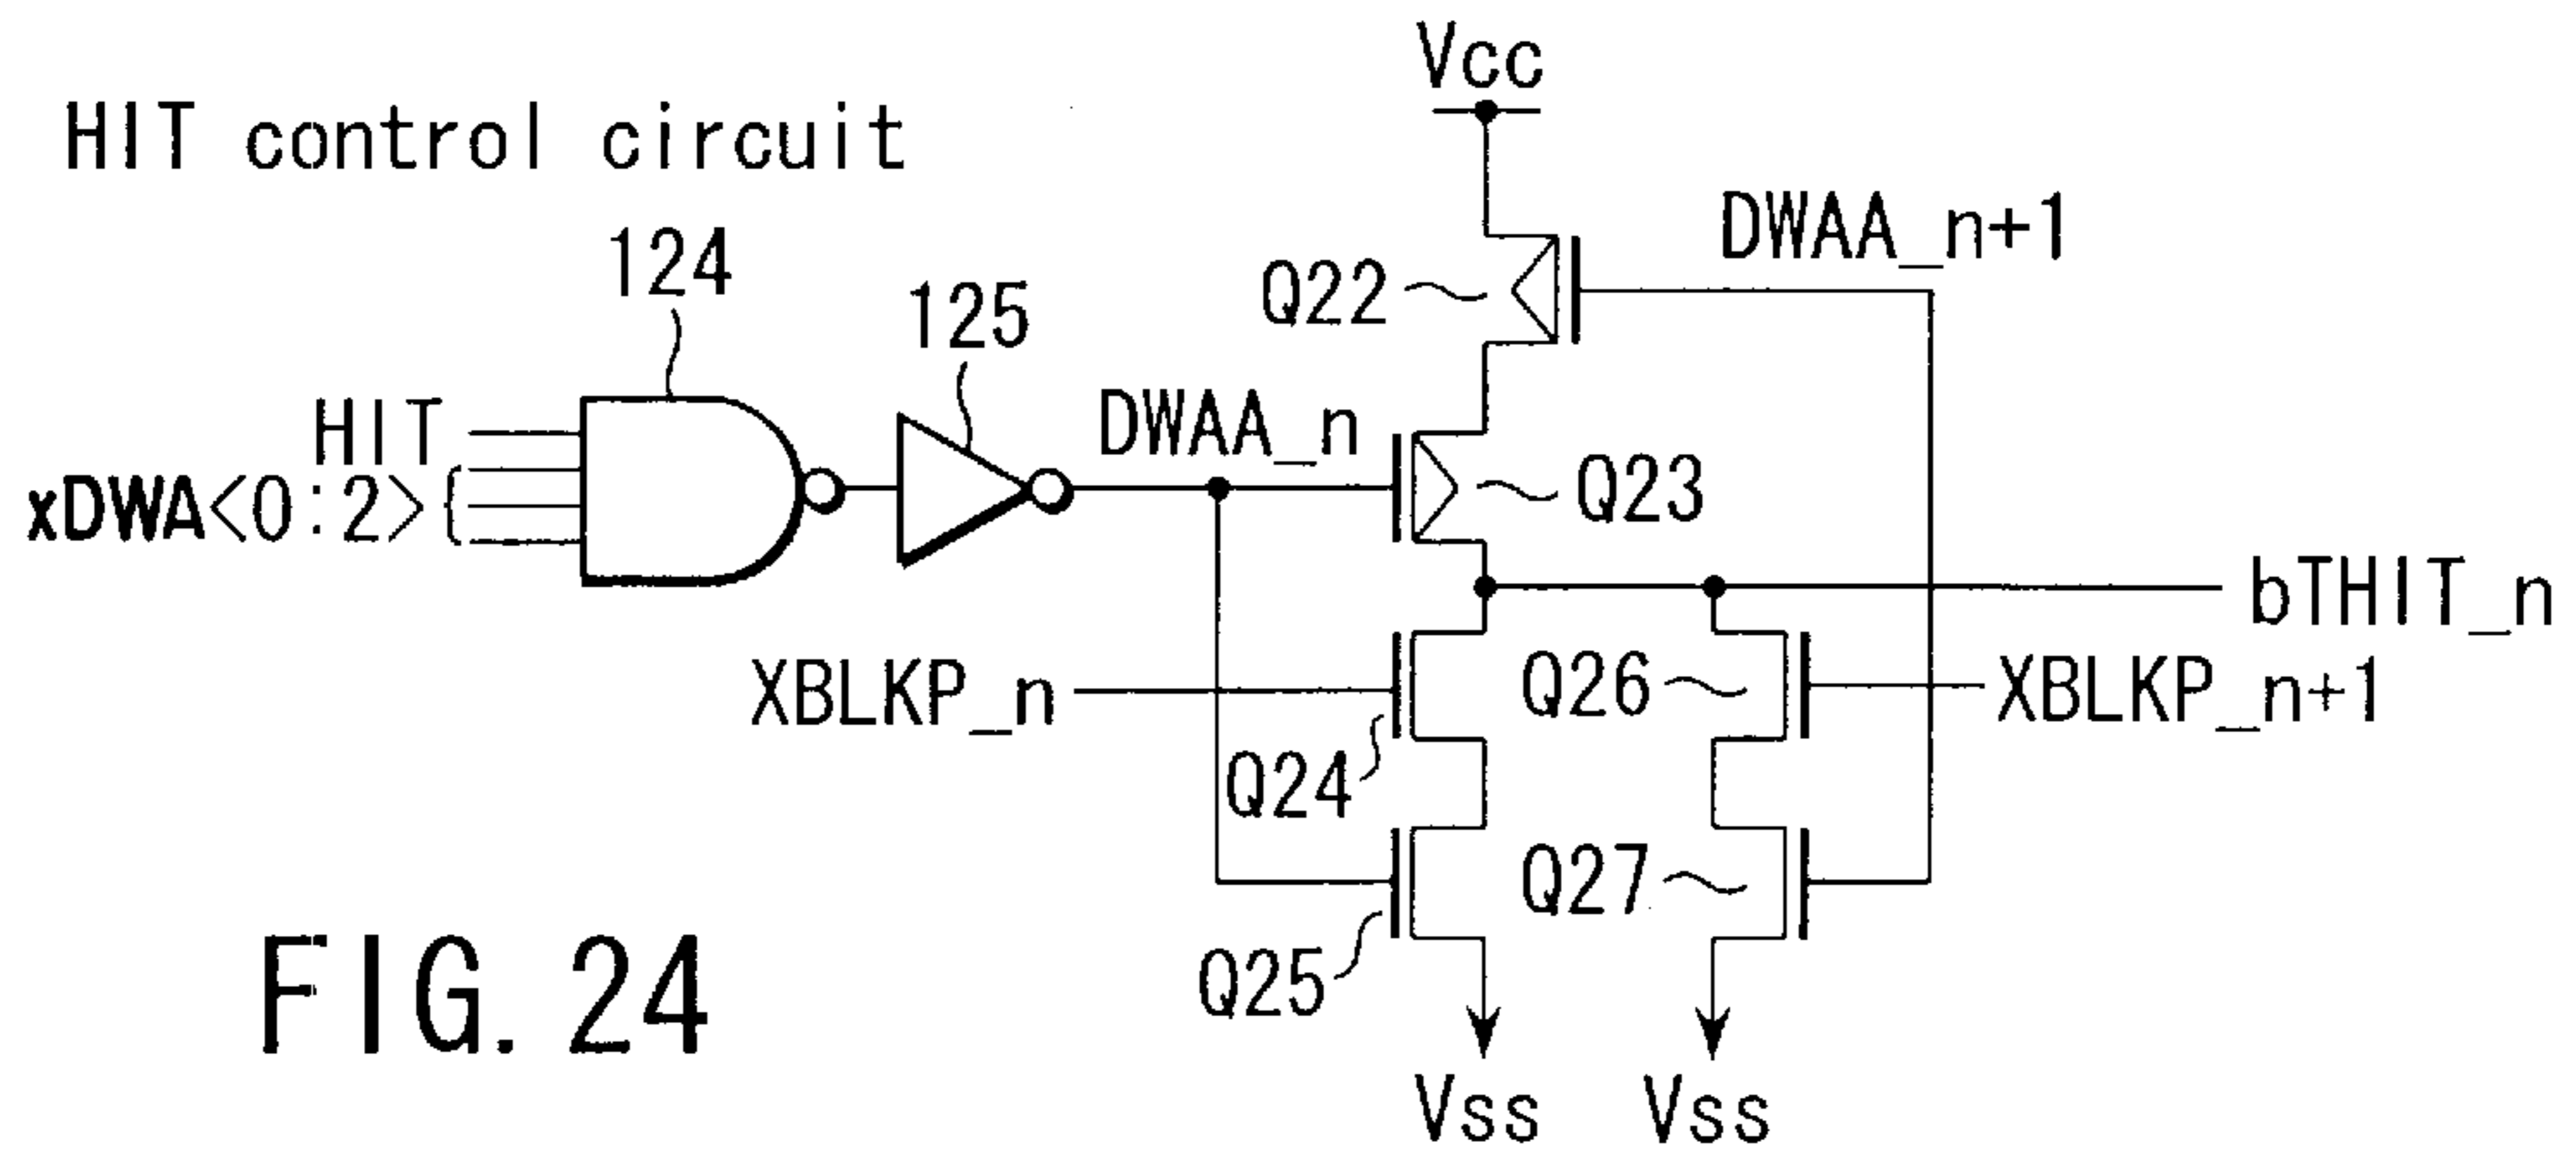 HIT control circuit
Vcc
124
125
DWAA_n+1
Q22
HIT
xDWA<0:2>
DWAA_n
Q23
bTHIT_n
XBLKP_n
Q26
XBLKP_n+1
Q24
Q27
Q25
FIG. 24
Vss
Vss